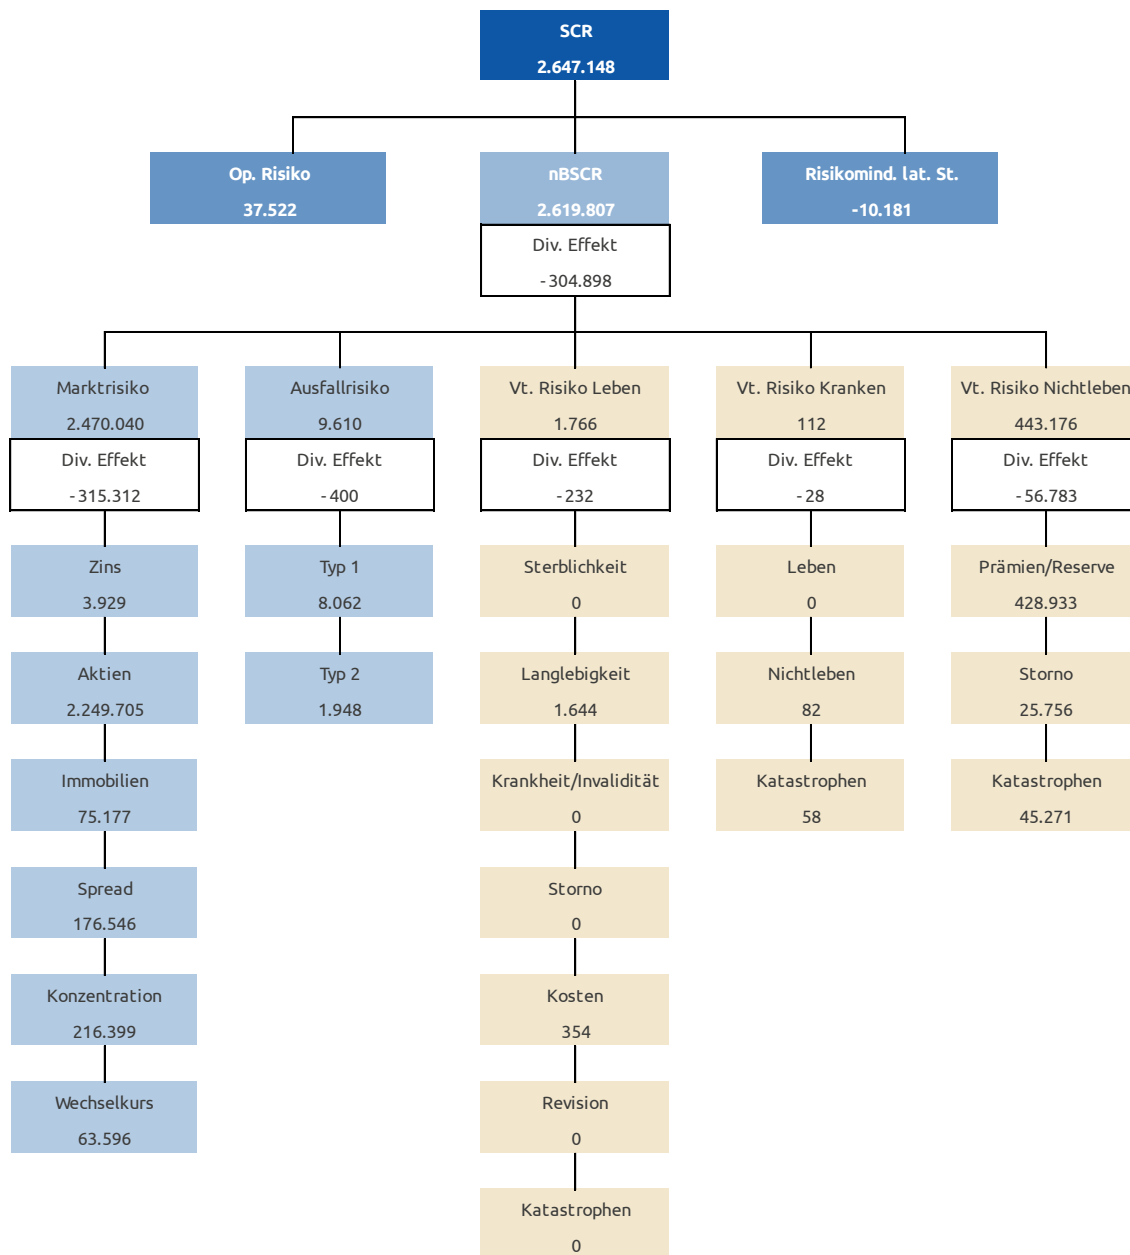 SCR
2.647.148
Op. Risiko
37.522
nBSCR
2.619.807
Risikomind. lat. St.
-10.181
Div. Effekt
-304.898
Marktrisiko
2.470.040
Div. Effekt
-315.312
Zins
3.929
Aktien
2.249.705
Immobilien
75.177
Spread
176.546
Konzentration
216.399
Wechselkurs
63.596
Ausfallrisiko
9.610
Div. Effekt
-400
Typ 1
8.062
Typ 2
1.948
Vt. Risiko Leben
1.766
Div. Effekt
-232
Sterblichkeit
0
Langlebigkeit
1.644
Krankheit/Invalidität
0
Storno
0
Kosten
354
Revision
0
Katastrophen
0
Vt. Risiko Kranken
112
Div. Effekt
-28
Leben
0
Nichtleben
82
Katastrophen
58
Vt. Risiko Nichtleben
443.176
Div. Effekt
-56.783
Prämien/Reserve
428.933
Storno
25.756
Katastrophen
45.271